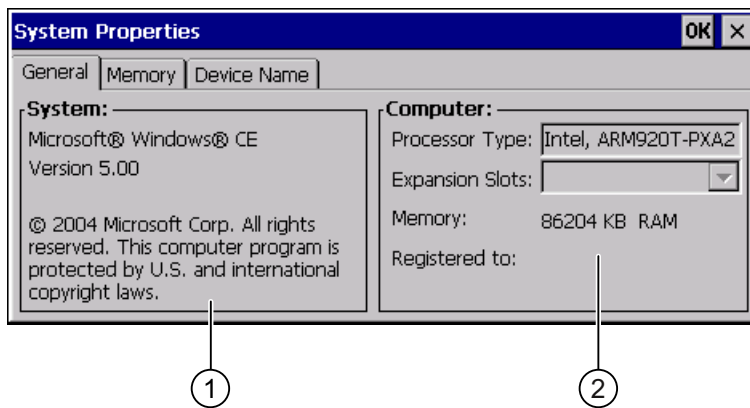 System Properties OK ×
General Memory Device Name
System:
Microsoft® Windows® CE
Version 5.00
© 2004 Microsoft Corp. All rights
reserved. This computer program is
protected by U.S. and international
copyright laws.
Computer:
Processor Type: Intel, ARM920T-PXA2
Expansion Slots:
Memory: 86204 KB RAM
Registered to:
1 2